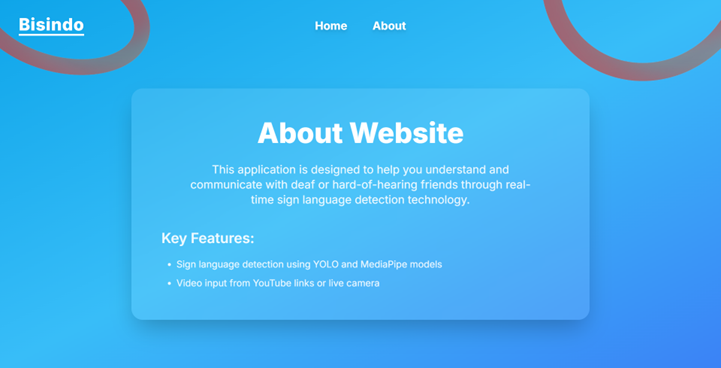 Bisindo
Home
About
About Website
This application is designed to help you understand and
communicate with deaf or hard-of-hearing friends through real-
time sign language detection technology.
Key Features:
• Sign language detection using YOLO and MediaPipe models
• Video input from YouTube links or live camera